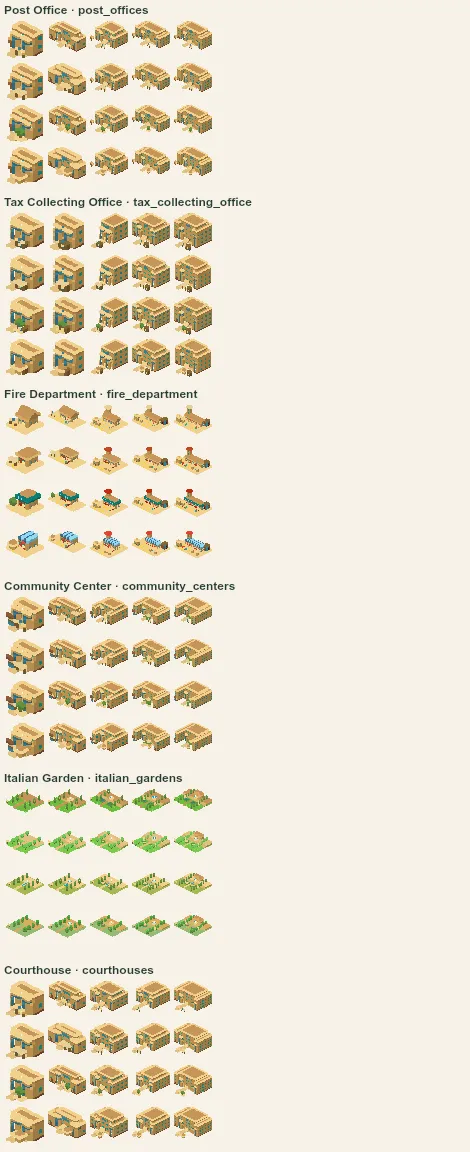 Post Office · post_offices
Tax Collecting Office · tax_collecting_office
Fire Department · fire_department
Community Center · community_centers
Italian Garden · italian_gardens
Courthouse · courthouses